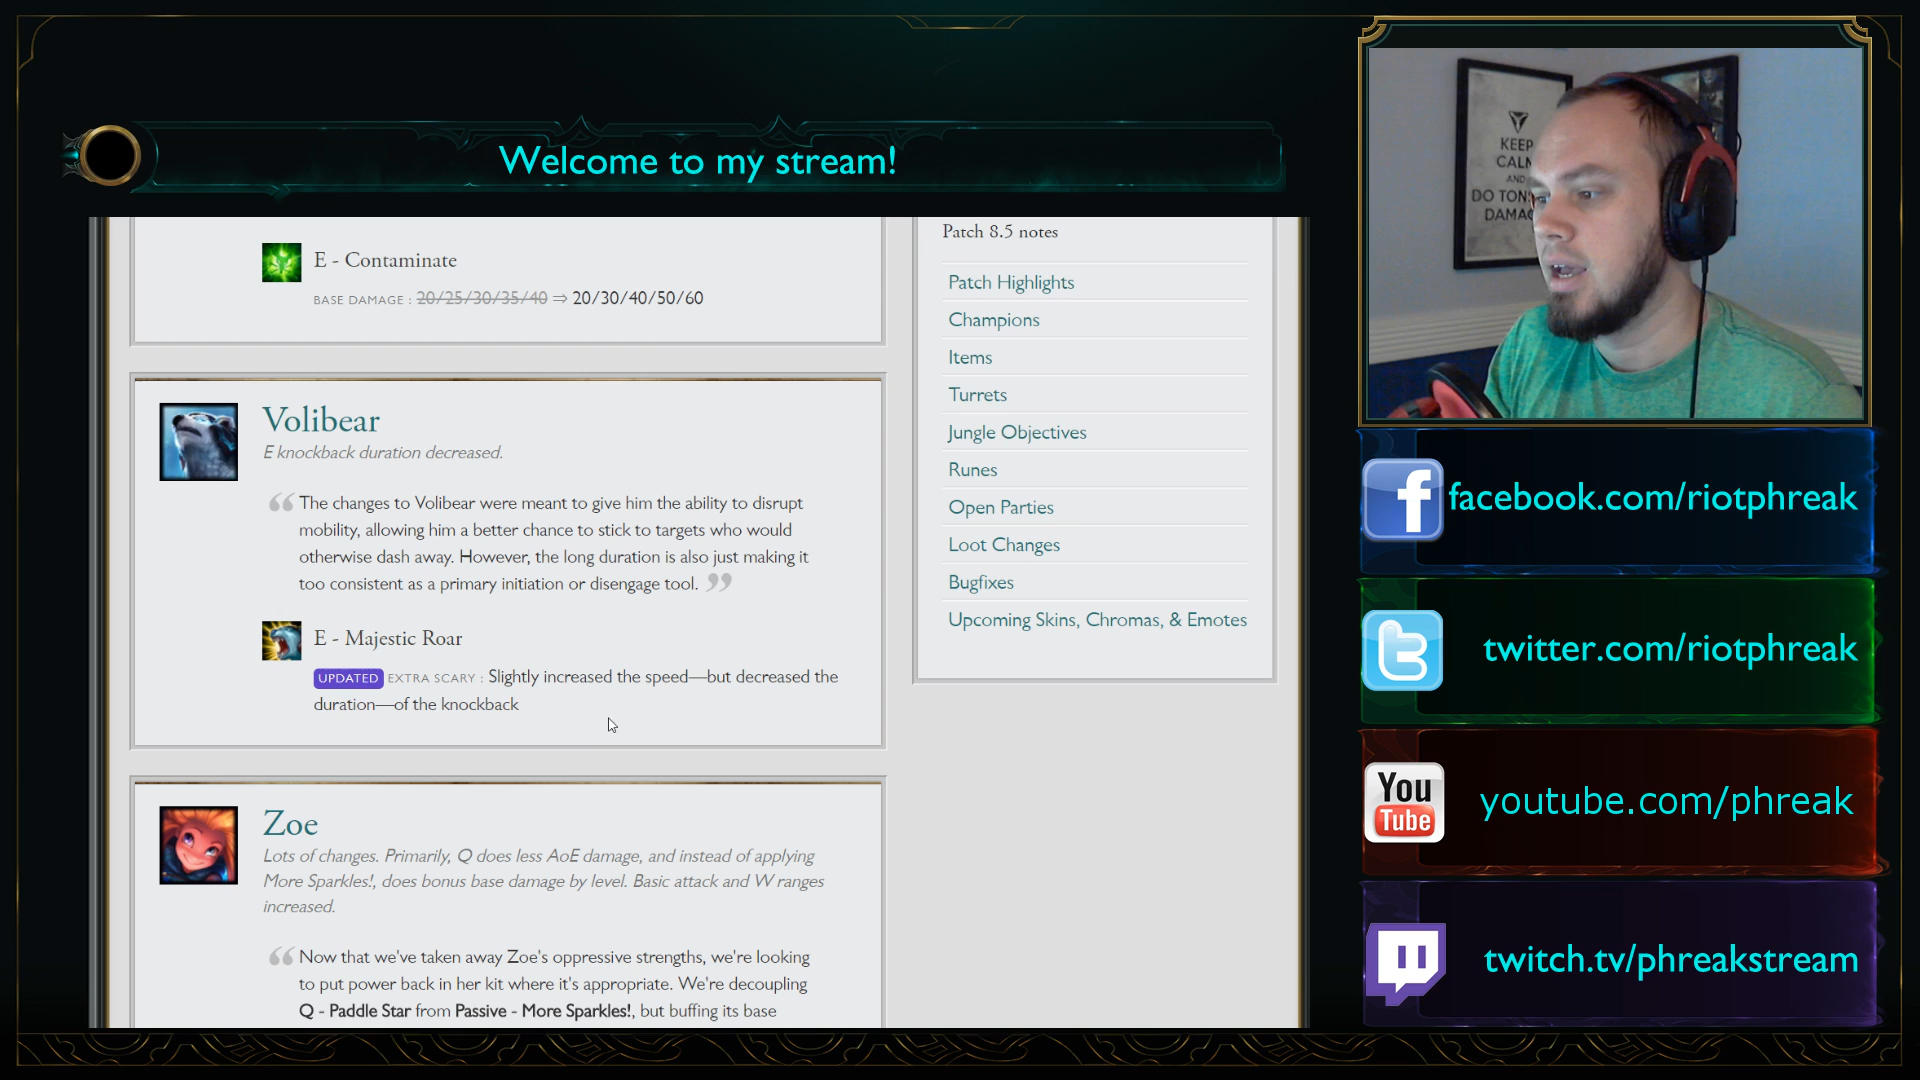 Welcome to my stream!
E - Contaminate
BASE DAMAGE : 20/25/30/35/40 ⇒ 20/30/40/50/60
Volibear
E knockback duration decreased.
“ The changes to Volibear were meant to give him the ability to disrupt
mobility, allowing him a better chance to stick to targets who would
otherwise dash away. However, the long duration is also just making it
too consistent as a primary initiation or disengage tool. ”
E - Majestic Roar
UPDATED EXTRA SCARY : Slightly increased the speed—but decreased the
duration—of the knockback
Zoe
Lots of changes. Primarily, Q does less AoE damage, and instead of applying
More Sparkles!, does bonus base damage by level. Basic attack and W ranges
increased.
“ Now that we've taken away Zoe's oppressive strengths, we're looking
to put power back in her kit where it's appropriate. We're decoupling
Q - Paddle Star from Passive - More Sparkles!, but buffing its base
Patch 8.5 notes
Patch Highlights
Champions
Items
Turrets
Jungle Objectives
Runes
Open Parties
Loot Changes
Bugfixes
Upcoming Skins, Chromas, & Emotes
KEEP
CALM
AND
DO TONS
DAMAG
facebook.com/riotphreak
twitter.com/riotphreak
You
Tube
youtube.com/phreak
twitch.tv/phreakstream